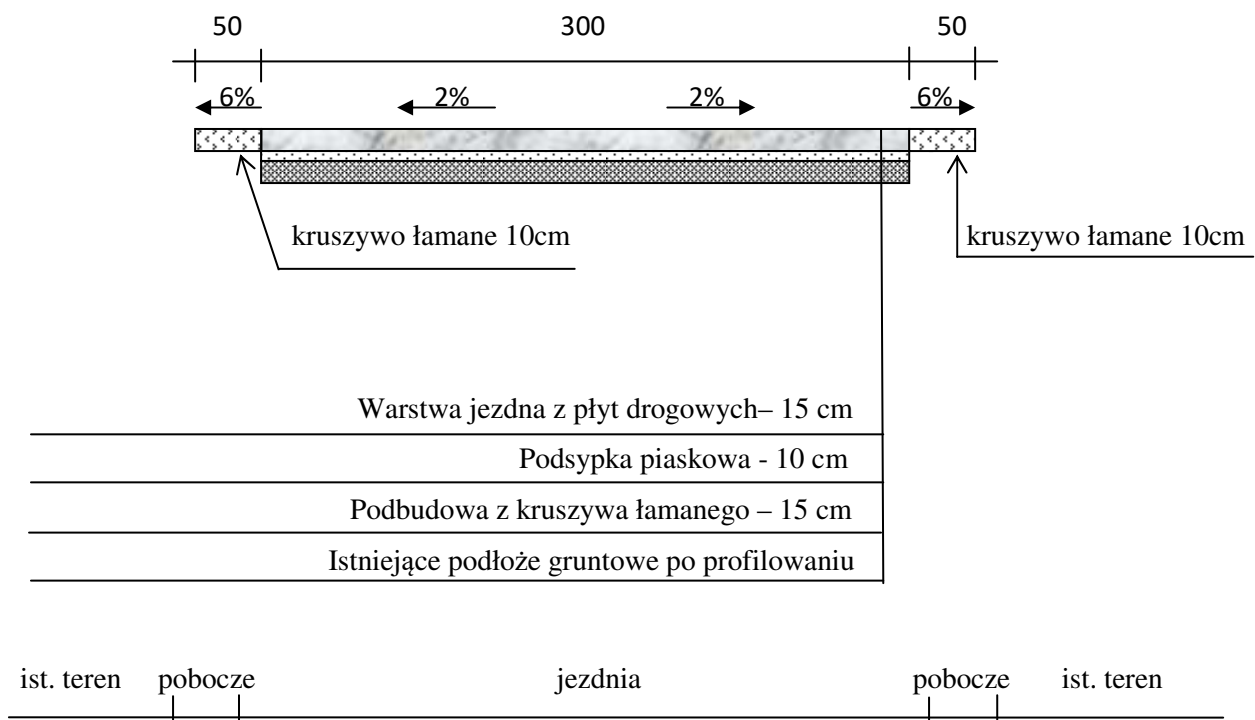 50 300 50
6% 2% 2% 6%
kruszywo łamane 10cm
kruszywo łamane 10cm
Warstwa jezdna z płyt drogowych– 15 cm
Podsypka piaskowa - 10 cm
Podbudowa z kruszywa łamanego – 15 cm
Istniejące podłoże gruntowe po profilowaniu
ist. teren pobocze jezdnia pobocze ist. teren